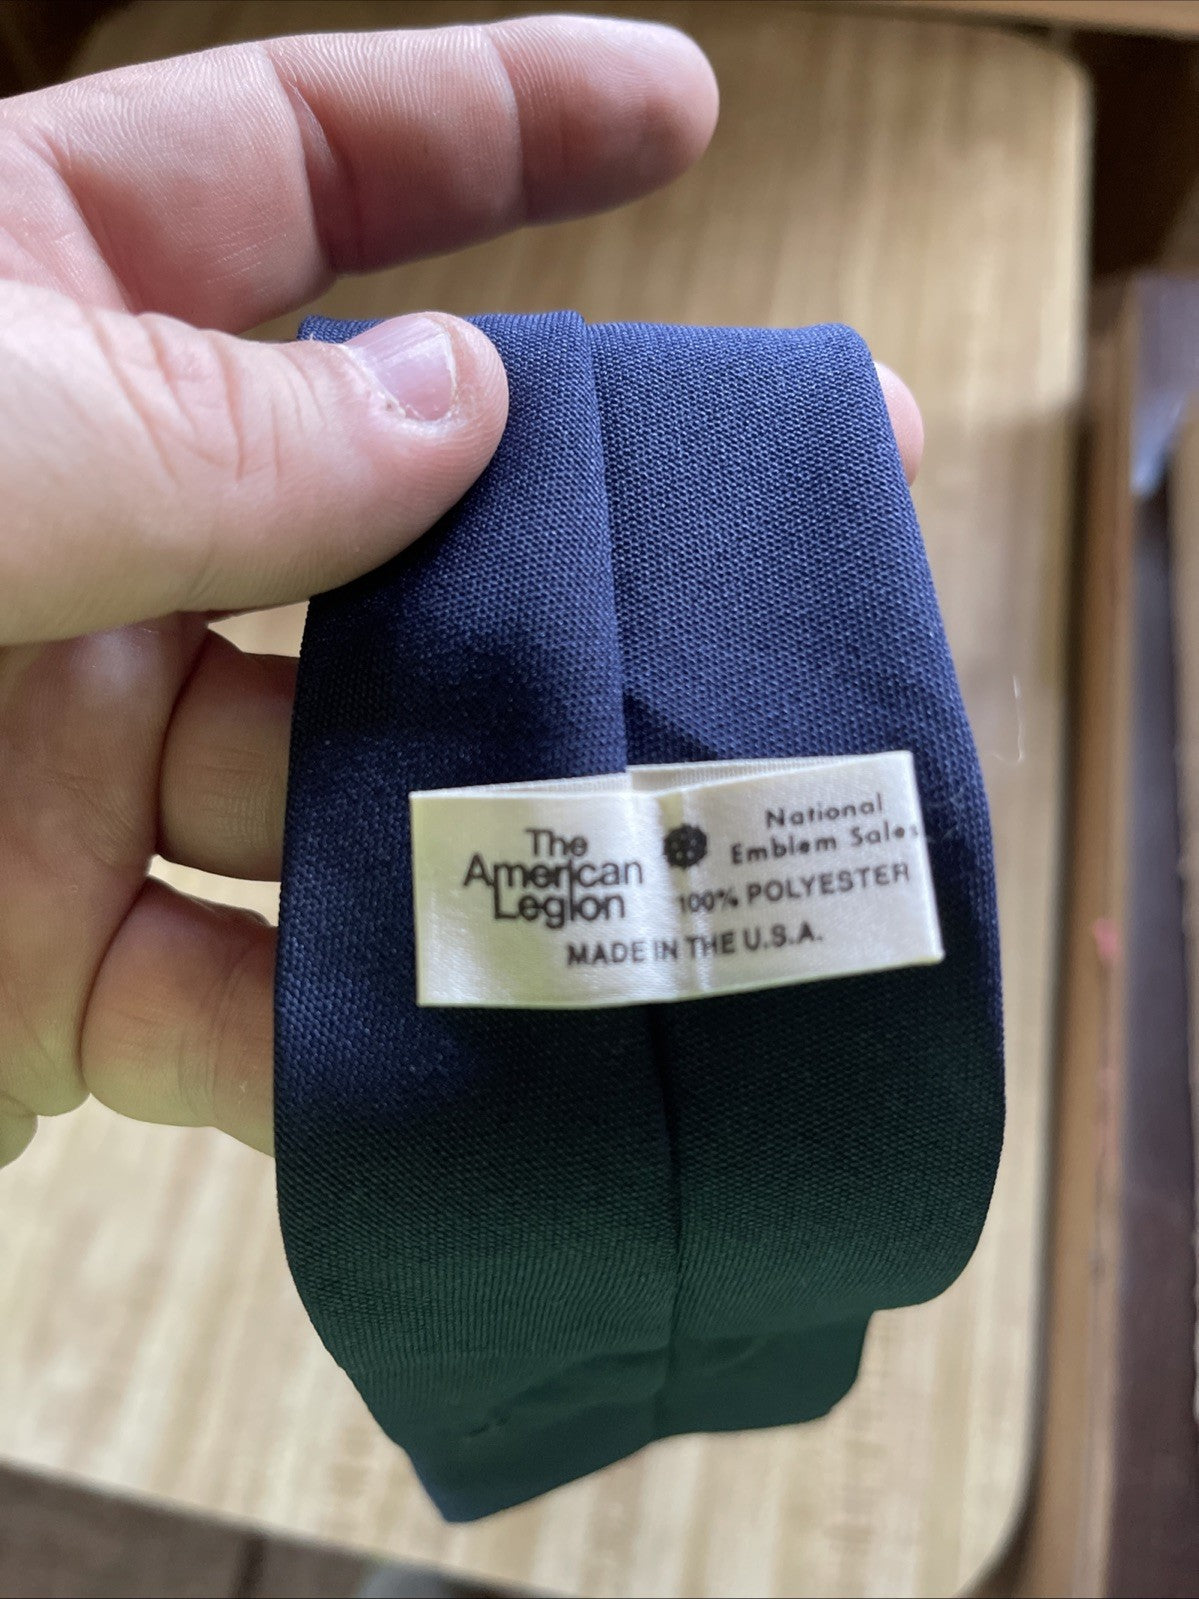 The
American
Legion
National
Emblem Sales
100% POLYESTER
MADE IN THE U.S.A.